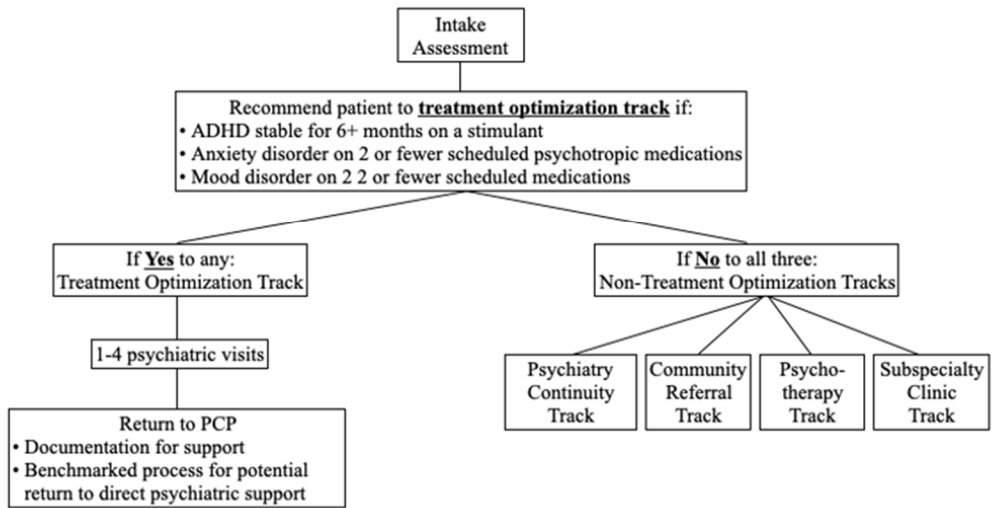 Intake
Assessment
Recommend patient to treatment optimization track if:
• ADHD stable for 6+ months on a stimulant
• Anxiety disorder on 2 or fewer scheduled psychotropic medications
• Mood disorder on 2 2 or fewer scheduled medications
If Yes to any:
Treatment Optimization Track
If No to all three:
Non-Treatment Optimization Tracks
1-4 psychiatric visits
Return to PCP
• Documentation for support
• Benchmarked process for potential
return to direct psychiatric support
Psychiatry
Continuity
Track
Community
Referral
Track
Psycho-
therapy
Track
Subspecialty
Clinic
Track